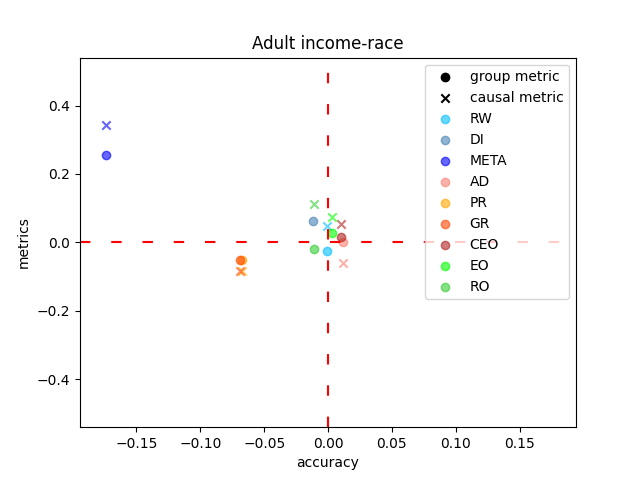 Adult income-race
group metric
causal metric
RW
DI
META
AD
PR
GR
CEO
EO
RO
0.4
0.2
0.0
−0.2
−0.4
metrics
−0.15
−0.10
−0.05
0.00
0.05
0.10
0.15
accuracy